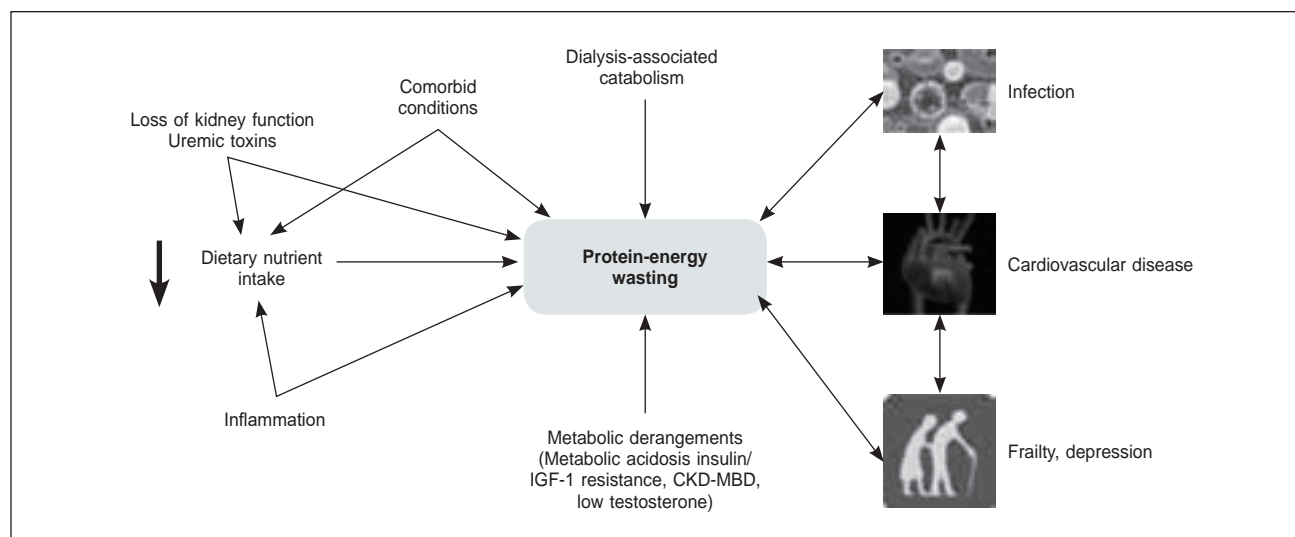 Dialysis-associated
catabolism
Comorbid
conditions
Infection
Loss of kidney function
Uremic toxins
Dietary nutrient
intake
Protein-energy
wasting
Cardiovascular disease
Inflammation
Metabolic derangements
(Metabolic acidosis insulin/
IGF-1 resistance, CKD-MBD,
low testosterone)
Frailty, depression